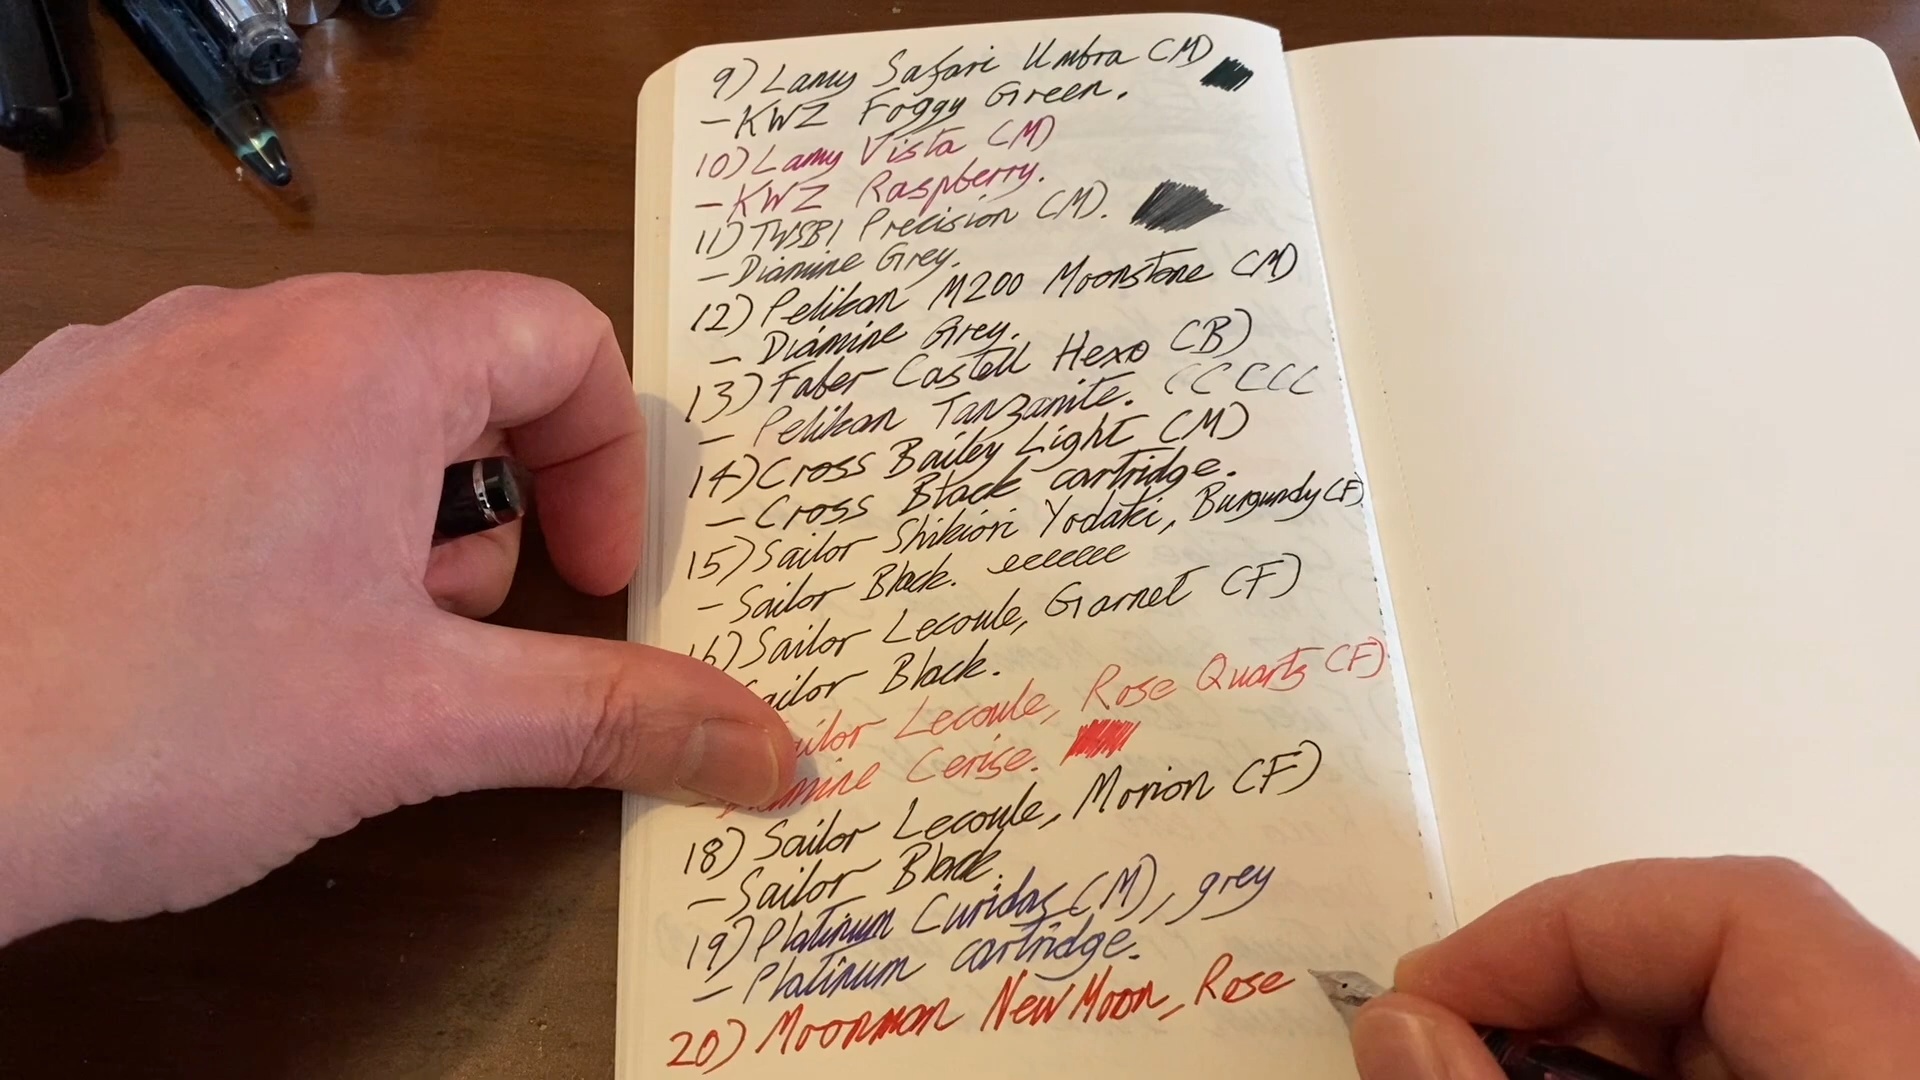 9) Lamy Safari Umbra (M)
- KWZ Foggy Green.
10) Lamy Vista (M)
- KWZ Raspberry.
11) TWSBI Precision (M).
- Diamine Grey.
12) Pelikan M200 Moonstone (M)
- Diamine Grey.
13) Faber Castell Hexo (B)
- Pelikan Tanzanite. CCCCCC
14) Cross Bailey Light (M)
- Cross Black cartridge.
15) Sailor Shikiori Yodaki, Burgundy (F).
- Sailor Black. eeeeeee
16) Sailor Lecoule, Garnet (F)
Sailor Black.
Sailor Lecoule, Rose Quartz (F)
- Diamine Cerise.
18) Sailor Lecoule, Morion (F)
- Sailor Black.
19) Platinum Curidas (M), grey
- Platinum cartridge.
20) Moonman New Moon, Rose